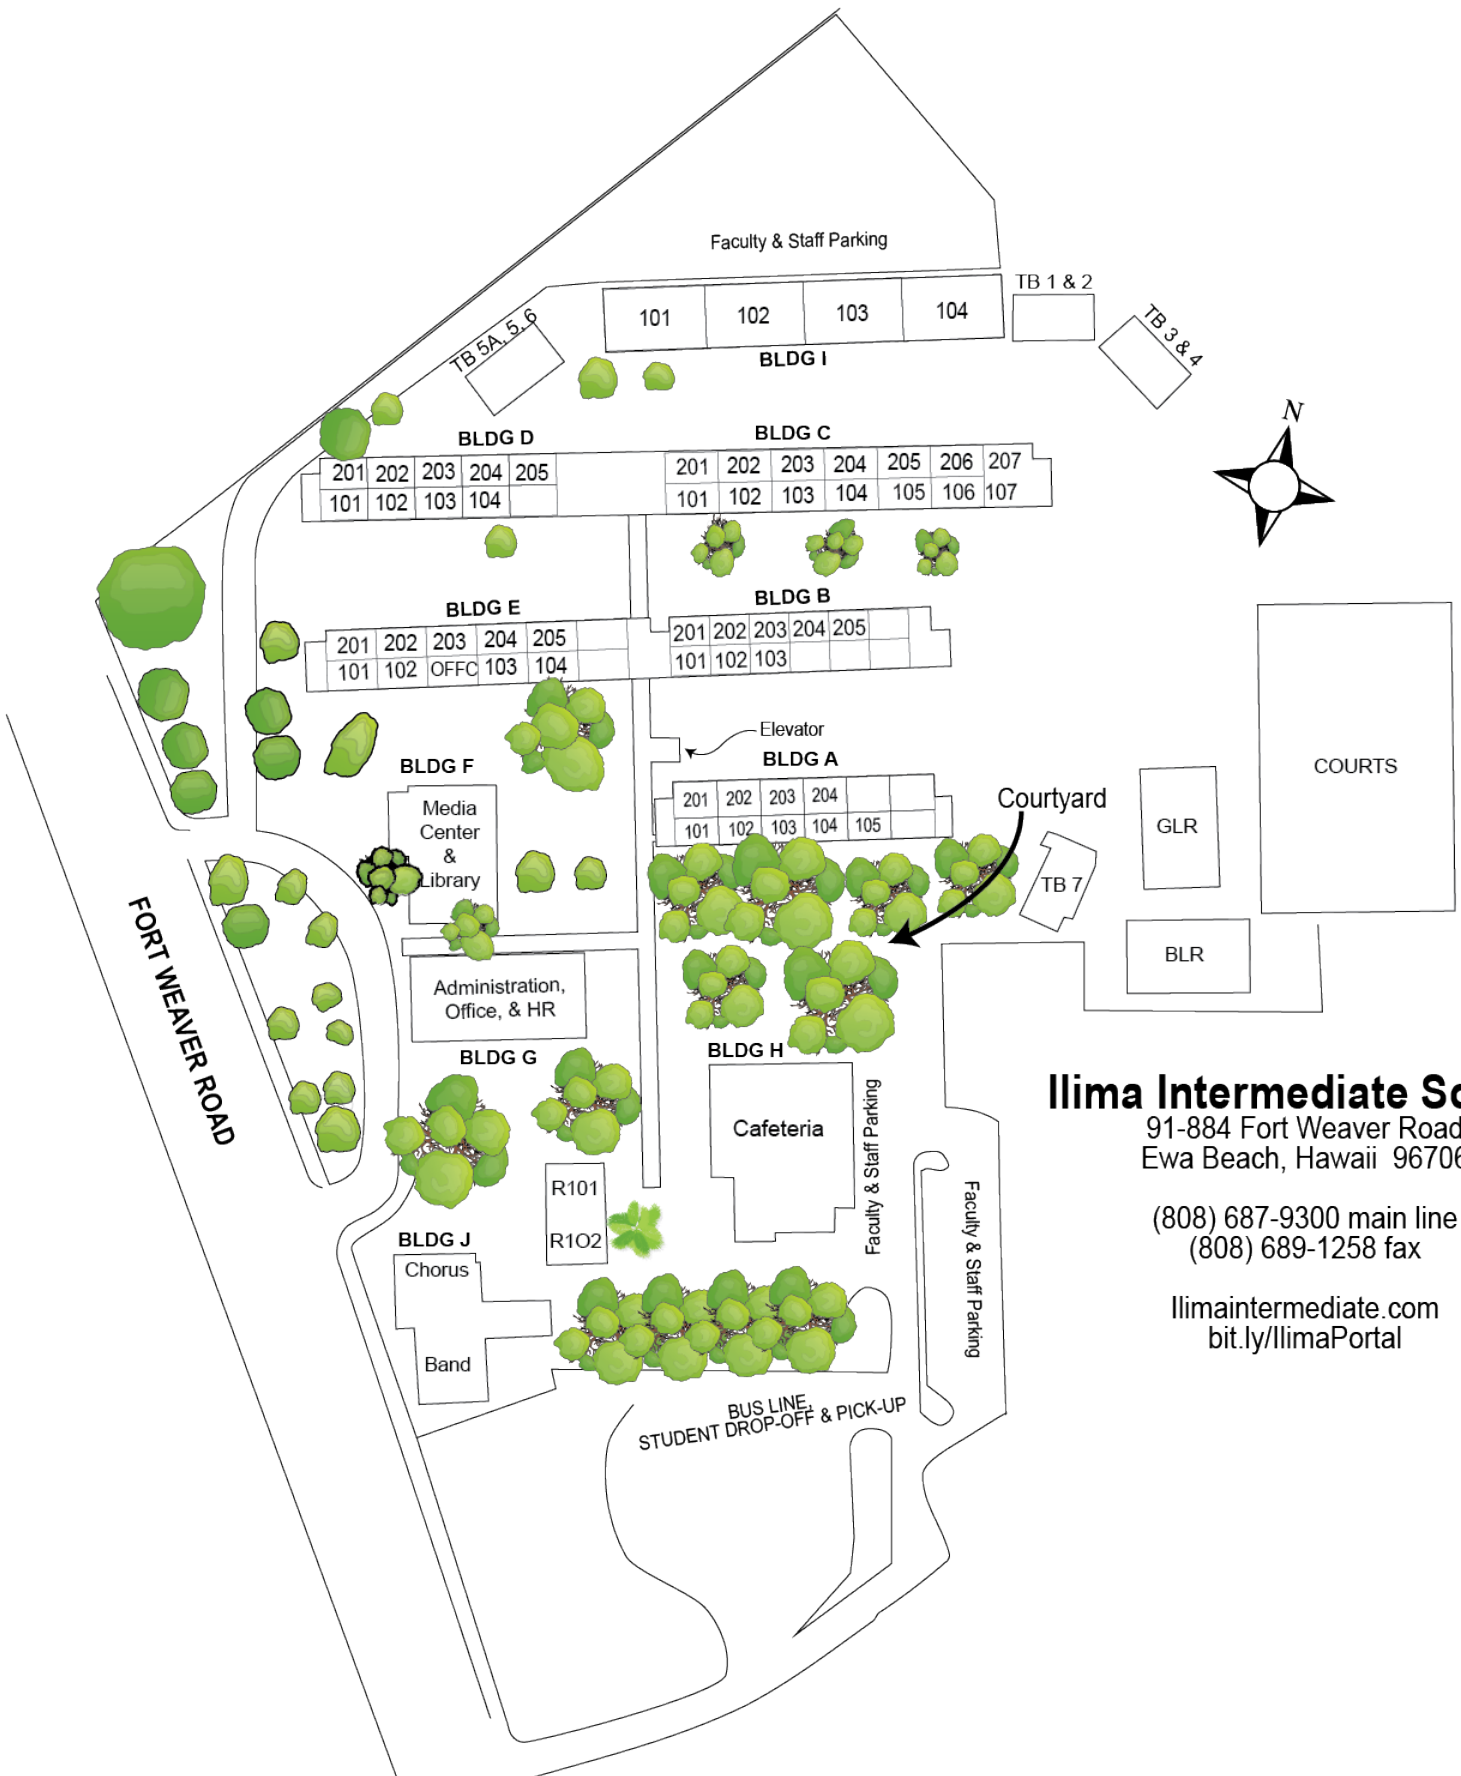 Faculty & Staff Parking
TB 1 & 2
101 102 103 104
TB 5A, 5, 6
TB 3 & 4
BLDG I
N
BLDG D
BLDG C
201 202 203 204 205
101 102 103 104
201 202 203 204 205 206 207
101 102 103 104 105 106 107
BLDG E
BLDG B
201 202 203 204 205
101 102 OFFC 103 104
201 202 203 204 205
101 102 103
Elevator
BLDG F
BLDG A
Media
Center
&
Library
201 202 203 204
101 102 103 104 105
Courtyard
COURTS
GLR
TB 7
BLR
FORT WEAVER ROAD
Administration,
Office, & HR
BLDG G
BLDG H
Cafeteria
Faculty & Staff Parking
Faculty & Staff Parking
R101
R1O2
BLDG J
Chorus
Band
BUS LINE,
STUDENT DROP-OFF & PICK-UP
Ilima Intermediate Sc
91-884 Fort Weaver Road
Ewa Beach, Hawaii 96706
(808) 687-9300 main line
(808) 689-1258 fax
Ilimaintermediate.com
bit.ly/IlimaPortal